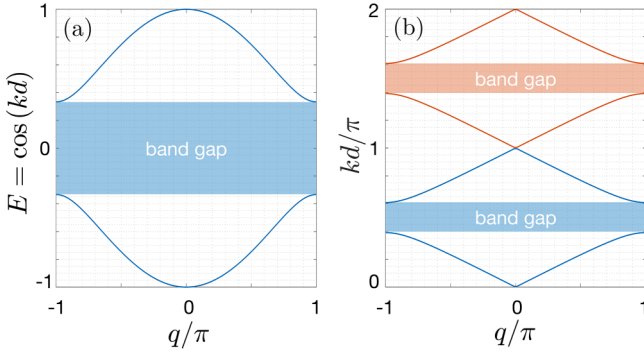 (a)
E = cos (kd)
1
0
-1
band gap
-1
0
1
q/π
(b)
kd/π
2
1
0
band gap
band gap
-1
0
1
q/π